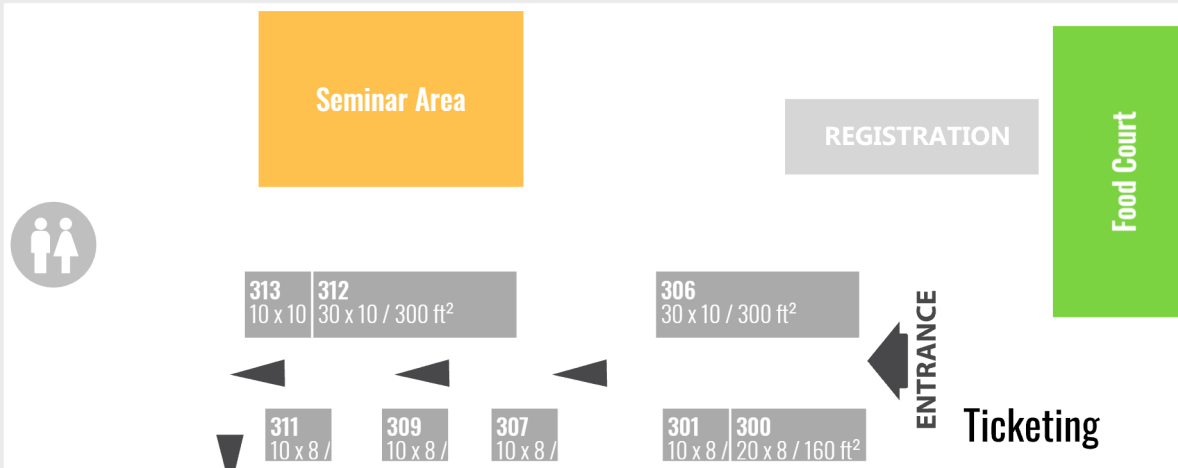 Seminar Area
REGISTRATION
Food Court
313
10 x 10
312
30 x 10 / 300 ft²
306
30 x 10 / 300 ft²
ENTRANCE
311
10 x 8 /
309
10 x 8 /
307
10 x 8 /
301
10 x 8 /
300
20 x 8 / 160 ft²
Ticketing